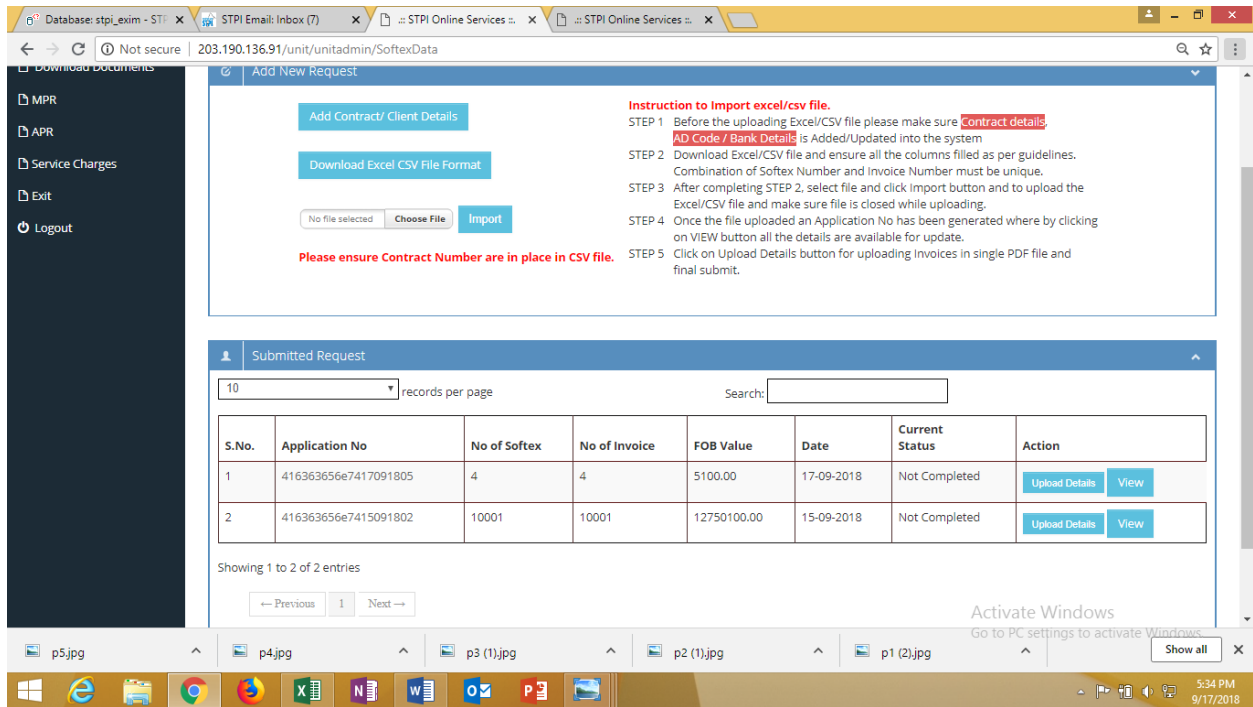 Database: stpi_exim - STP
STPI Email: Inbox (7)
.:: STPI Online Services ::.
.:: STPI Online Services ::.
Not secure
203.190.136.91/unit/unitadmin/SoftexData
Download Documents
MPR
APR
Service Charges
Exit
Logout
Add New Request
Add Contract/ Client Details
Download Excel CSV File Format
No file selected Choose File Import
Please ensure Contract Number are in place in CSV file.
Instruction to Import excel/csv file.
STEP 1 Before the uploading Excel/CSV file please make sure Contract details,
AD Code / Bank Details is Added/Updated into the system
STEP 2 Download Excel/CSV file and ensure all the columns filled as per guidelines.
Combination of Softex Number and Invoice Number must be unique.
STEP 3 After completing STEP 2, select file and click Import button and to upload the
Excel/CSV file and make sure file is closed while uploading.
STEP 4 Once the file uploaded an Application No has been generated where by clicking
on VIEW button all the details are available for update.
STEP 5 Click on Upload Details button for uploading Invoices in single PDF file and
final submit.
Submitted Request
10 records per page Search:
S.No. Application No No of Softex No of Invoice FOB Value Date Current Status Action
1 416363656e7417091805 4 4 5100.00 17-09-2018 Not Completed Upload Details View
2 416363656e7415091802 10001 10001 12750100.00 15-09-2018 Not Completed Upload Details View
Showing 1 to 2 of 2 entries
← Previous 1 Next →
Activate Windows
Go to PC settings to activate Windows.
p5.jpg p4.jpg p3 (1).jpg p2 (1).jpg p1 (2).jpg Show all
5:34 PM
9/17/2018